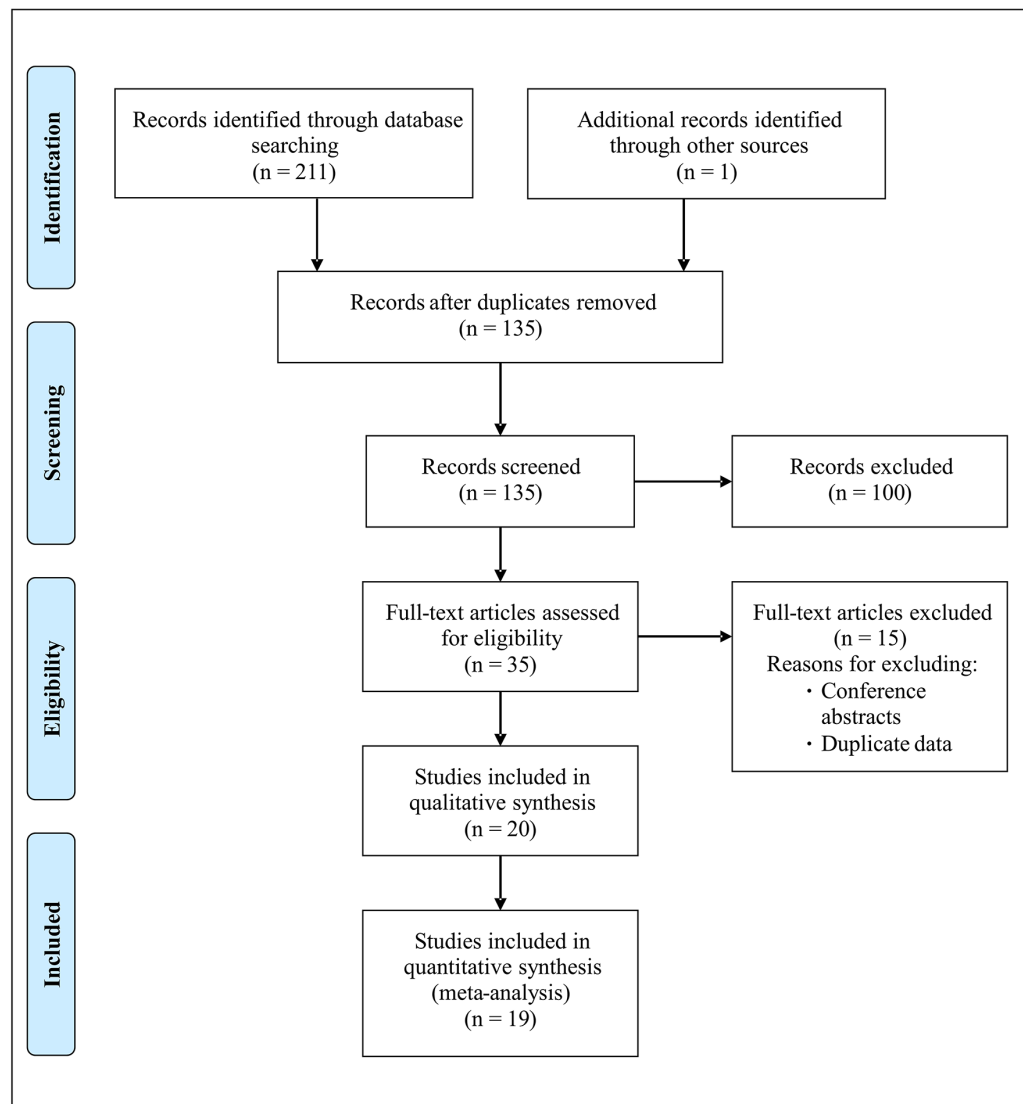 Identification
Records identified through database
searching
(n = 211)
Additional records identified
through other sources
(n = 1)
Records after duplicates removed
(n = 135)
Screening
Records screened
(n = 135)
Records excluded
(n = 100)
Eligibility
Full-text articles assessed
for eligibility
(n = 35)
Full-text articles excluded
(n = 15)
Reasons for excluding:
· Conference
abstracts
· Duplicate data
Studies included in
qualitative synthesis
(n = 20)
Included
Studies included in
quantitative synthesis
(meta-analysis)
(n = 19)